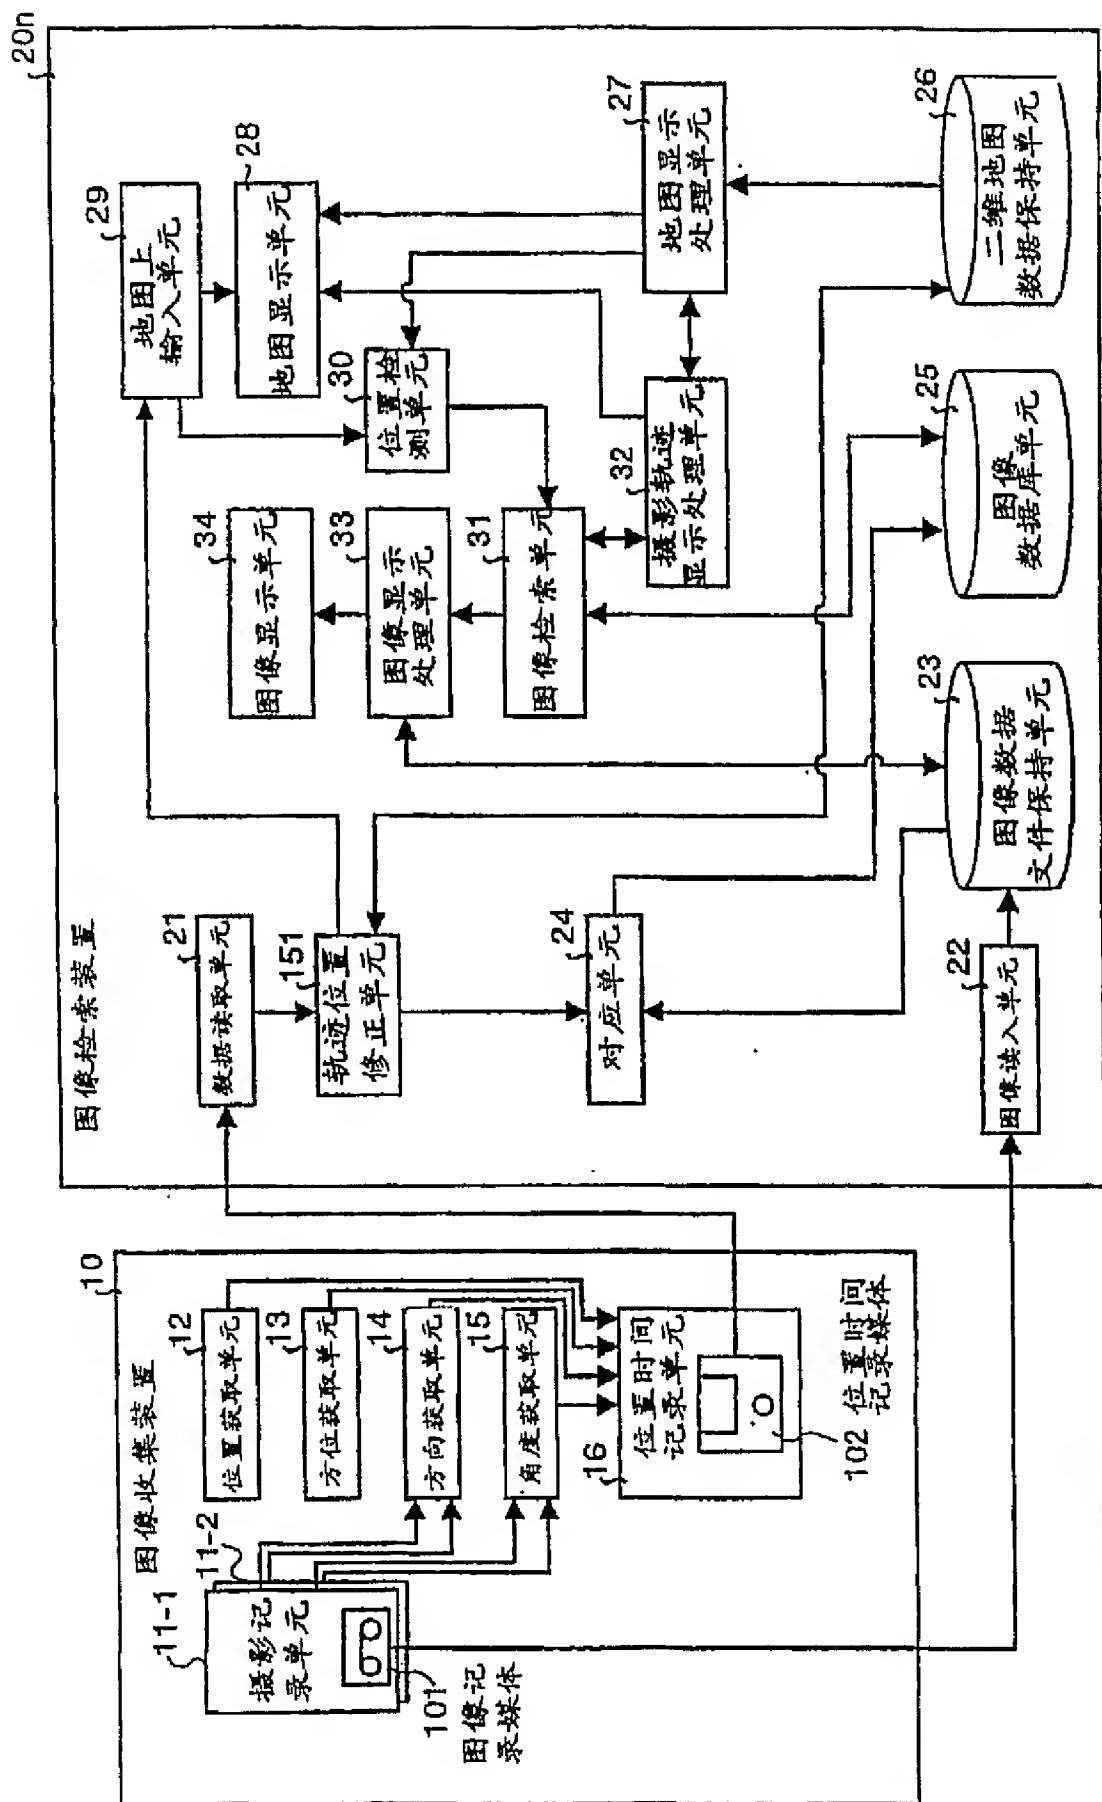 图像收集装置
10
11-1
11-2
摄影记
录单元
101
图像记
录媒体
位置获取单元
12
方位获取单元
13
方向获取单元
14
角度获取单元
15
16
位置时间
记录单元
102
位置时间
记录媒体
图像检索装置
20n
数据读取单元
21
轨迹位置
修正单元
151
对应单元
24
图像读入单元
22
图像数据
文件保持单元
23
图像显示单元
34
图像显示
处理单元
33
图像检索单元
31
地图上
输入单元
29
地图显示单元
28
位置检
测单元
30
摄影轨迹
显示处理单元
32
地图显示
处理单元
27
图像
数据库单元
25
二维地图
数据保持单元
26